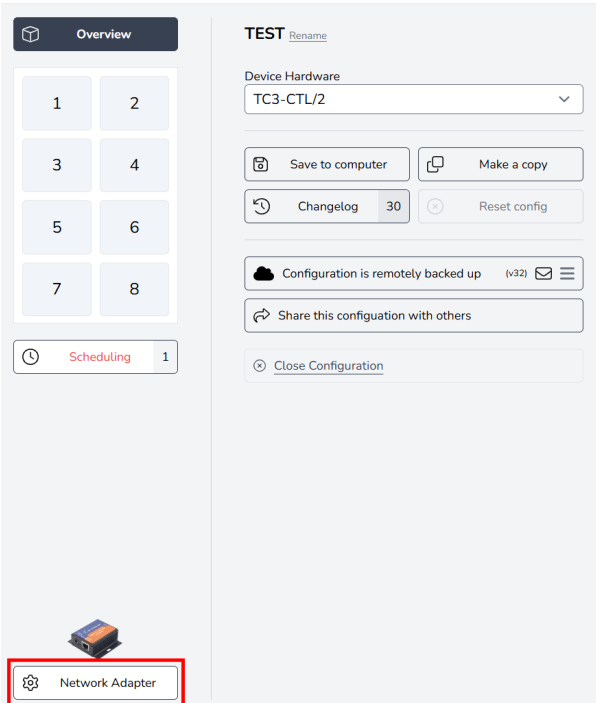 Overview
1 2
3 4
5 6
7 8
Scheduling 1
Network Adapter
TEST Rename
Device Hardware
TC3-CTL/2
Save to computer Make a copy
Changelog 30 Reset config
Configuration is remotely backed up (v32)
Share this configuation with others
Close Configuration